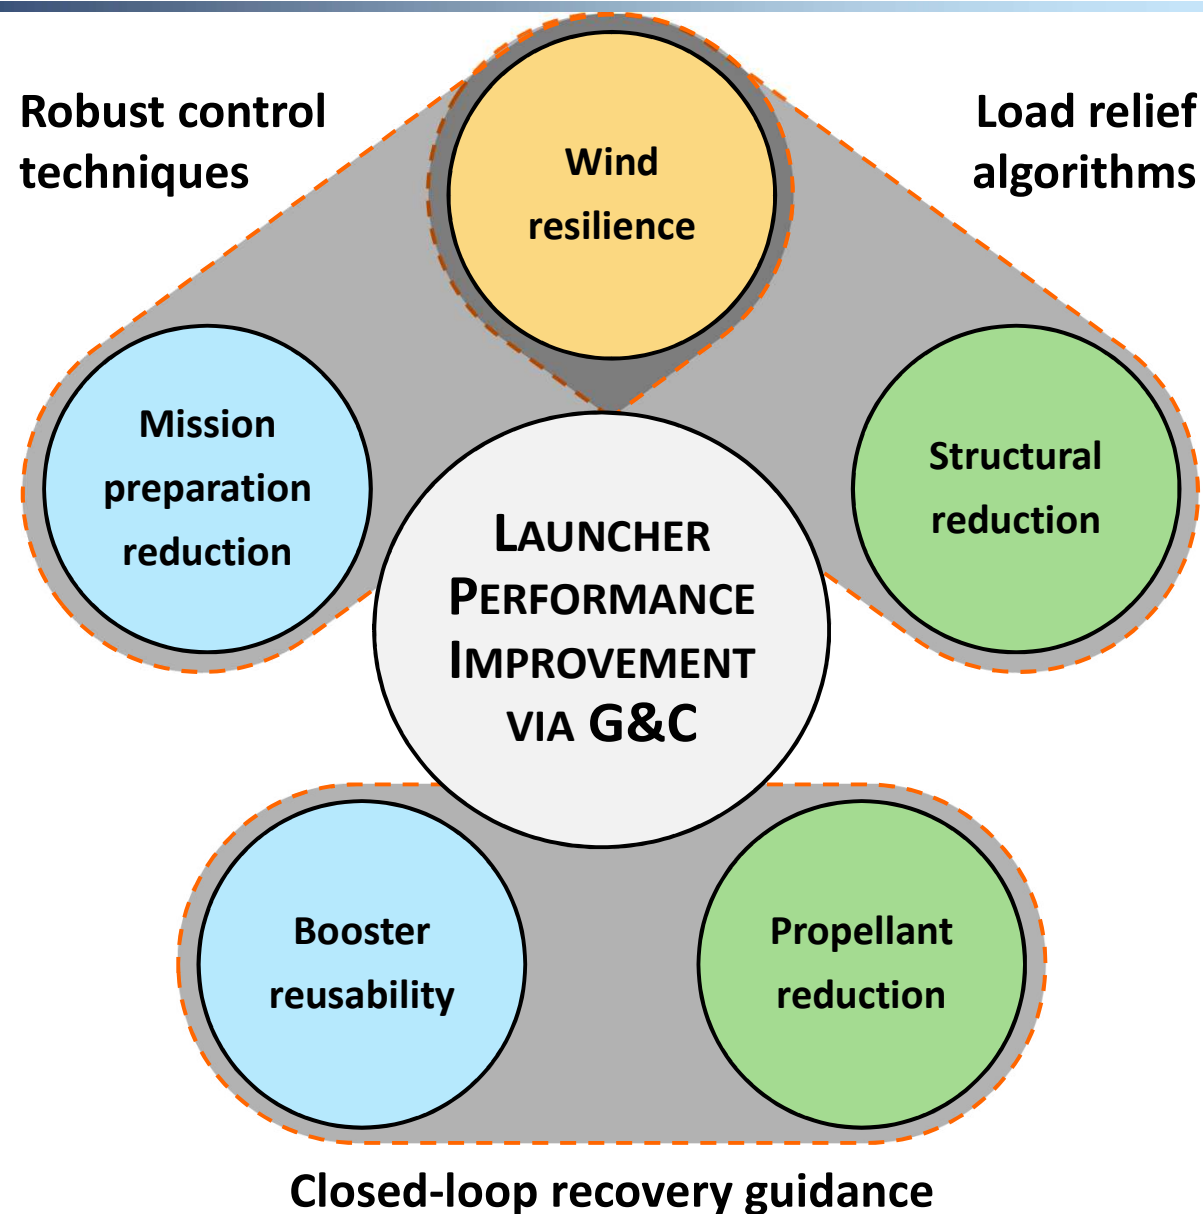 Robust control
techniques
Load relief
algorithms
Wind
resilience
Mission
preparation
reduction
Structural
reduction
LAUNCHER
PERFORMANCE
IMPROVEMENT
VIA G&C
Booster
reusability
Propellant
reduction
Closed-loop recovery guidance